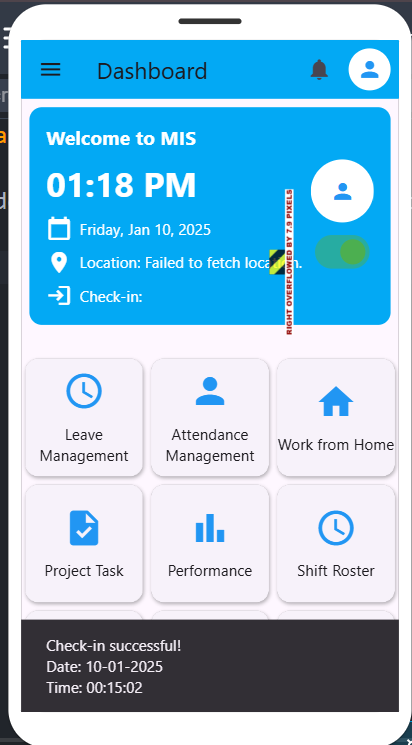 Dashboard
Welcome to MIS
01:18 PM
Friday, Jan 10, 2025
Location: Failed to fetch location.
Check-in:
RIGHT OVERFLOWED BY 7.9 PIXELS
Leave
Management
Attendance
Management
Work from Home
Project Task
Performance
Shift Roster
Check-in successful!
Date: 10-01-2025
Time: 00:15:02